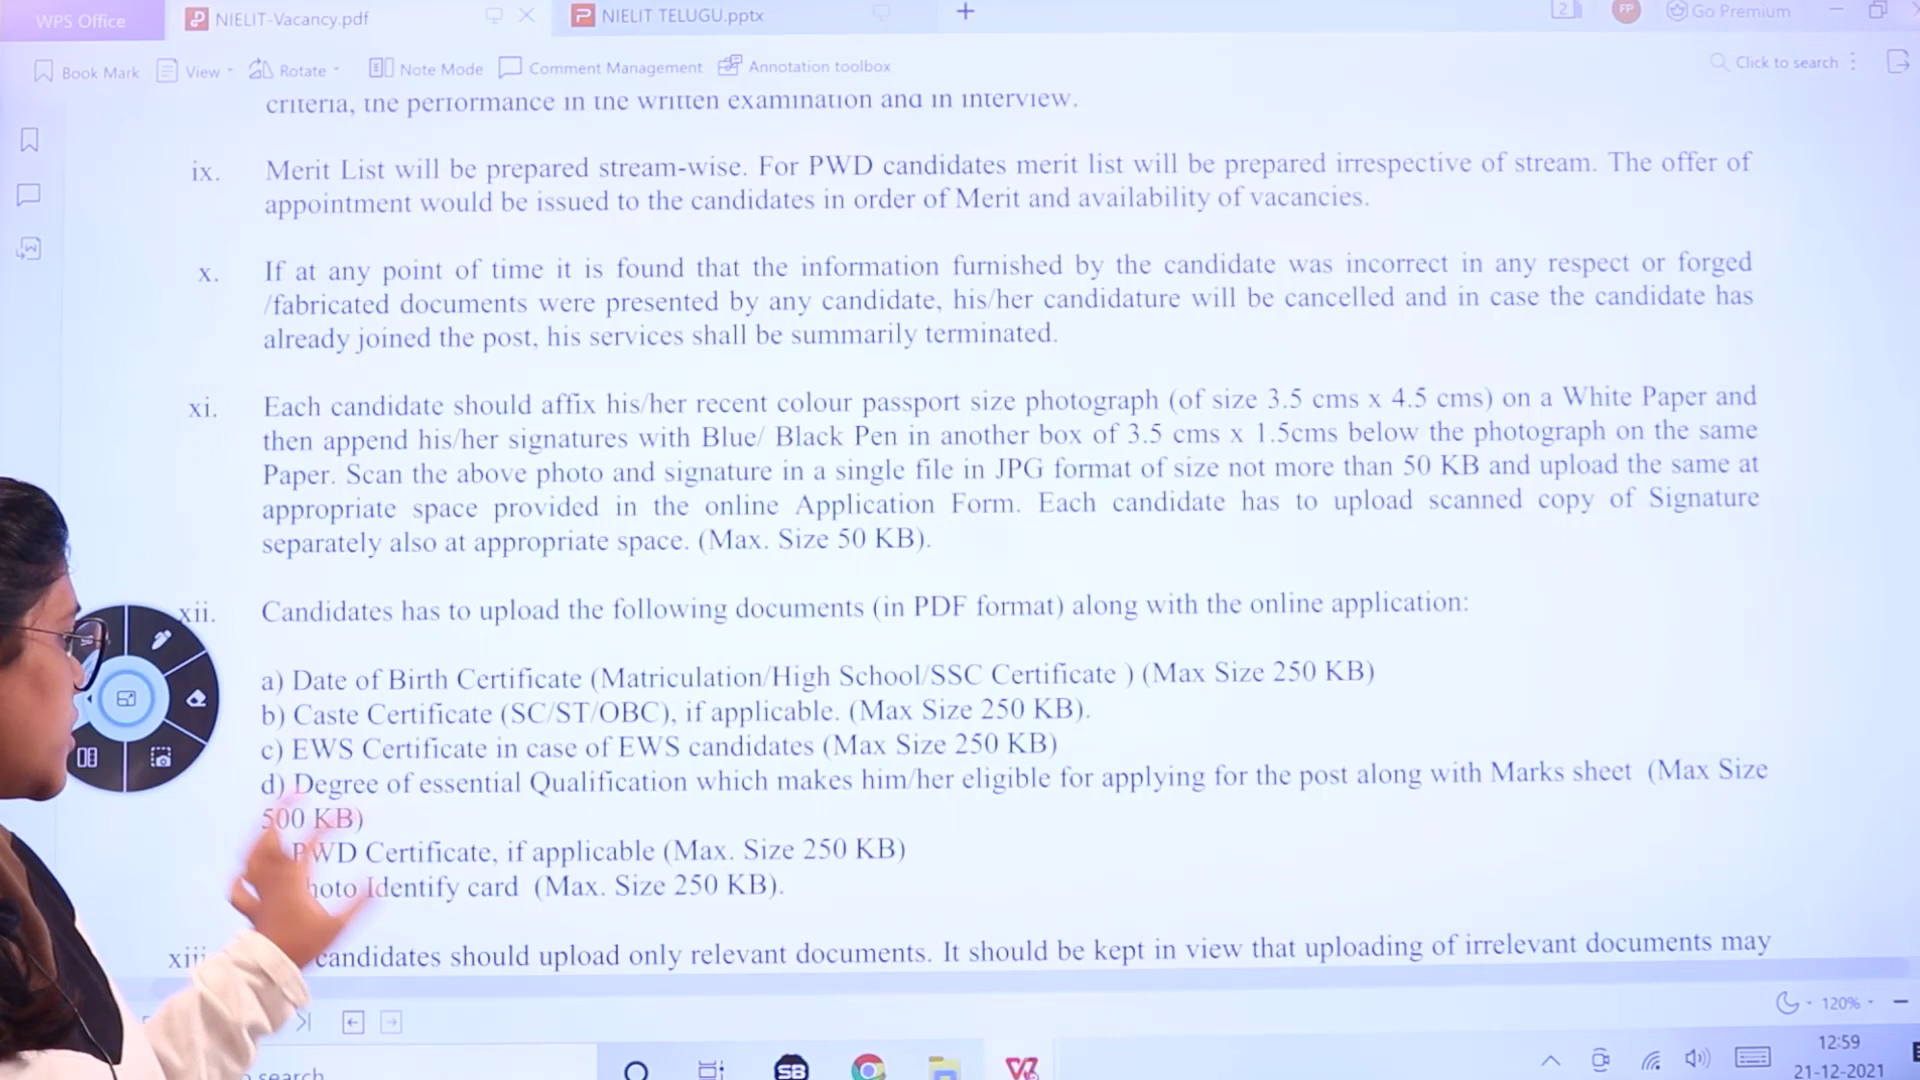 WPS Office
NIELIT-Vacancy.pdf
NIELIT TELUGU.pptx
2
FP
Go Premium
Book Mark
View
Rotate
Note Mode
Comment Management
Annotation toolbox
Click to search
criteria, the performance in the written examination and in interview.
ix. Merit List will be prepared stream-wise. For PWD candidates merit list will be prepared irrespective of stream. The offer of
appointment would be issued to the candidates in order of Merit and availability of vacancies.
x. If at any point of time it is found that the information furnished by the candidate was incorrect in any respect or forged
/fabricated documents were presented by any candidate, his/her candidature will be cancelled and in case the candidate has
already joined the post, his services shall be summarily terminated.
xi. Each candidate should affix his/her recent colour passport size photograph (of size 3.5 cms x 4.5 cms) on a White Paper and
then append his/her signatures with Blue/ Black Pen in another box of 3.5 cms x 1.5cms below the photograph on the same
Paper. Scan the above photo and signature in a single file in JPG format of size not more than 50 KB and upload the same at
appropriate space provided in the online Application Form. Each candidate has to upload scanned copy of Signature
separately also at appropriate space. (Max. Size 50 KB).
xii. Candidates has to upload the following documents (in PDF format) along with the online application:
a) Date of Birth Certificate (Matriculation/High School/SSC Certificate ) (Max Size 250 KB)
b) Caste Certificate (SC/ST/OBC), if applicable. (Max Size 250 KB).
c) EWS Certificate in case of EWS candidates (Max Size 250 KB)
d) Degree of essential Qualification which makes him/her eligible for applying for the post along with Marks sheet (Max Size
500 KB)
PWD Certificate, if applicable (Max. Size 250 KB)
hoto Identify card (Max. Size 250 KB).
xiii candidates should upload only relevant documents. It should be kept in view that uploading of irrelevant documents may
120%
search
SB
12:59
21-12-2021